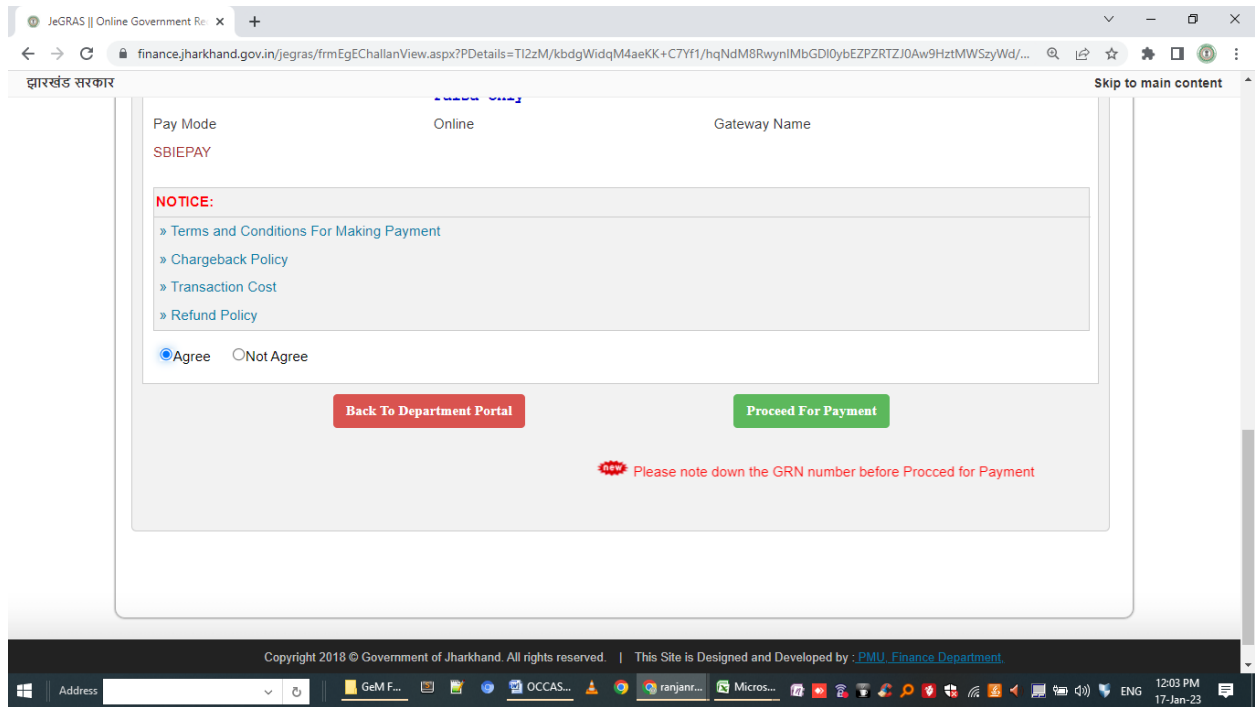 JeGRAS || Online Government Re
finance.jharkhand.gov.in/jegras/frmEgEChallanView.aspx?PDetails=Tl2zM/kbdgWidqM4aeKK+C7Yf1/hqNdM8RwynIMbGDl0ybEZPZRTZJ0Aw9HztMWSzyWd/...
झारखंड सरकार
Skip to main content
Pay Mode Online Gateway Name
SBIEPAY
NOTICE:
» Terms and Conditions For Making Payment
» Chargeback Policy
» Transaction Cost
» Refund Policy
Agree Not Agree
Back To Department Portal Proceed For Payment
new Please note down the GRN number before Procced for Payment
Copyright 2018 © Government of Jharkhand. All rights reserved. | This Site is Designed and Developed by : PMU, Finance Department.
Address GeM F... OCCAS... ranjanr... Micros... ENG 12:03 PM
17-Jan-23